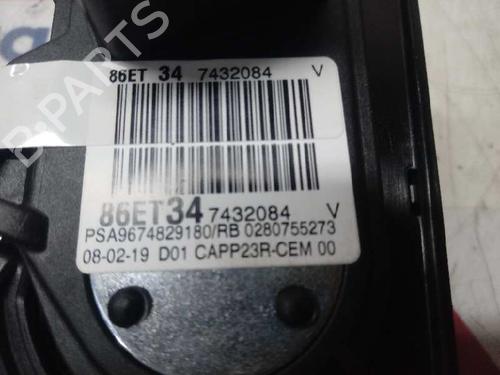 86ET 34 7432084 V
86ET34 7432084 V
PSA9674829180/RB 0280755273
08-02-19 D01 CAPP23R-CEM 00
B-PARTS